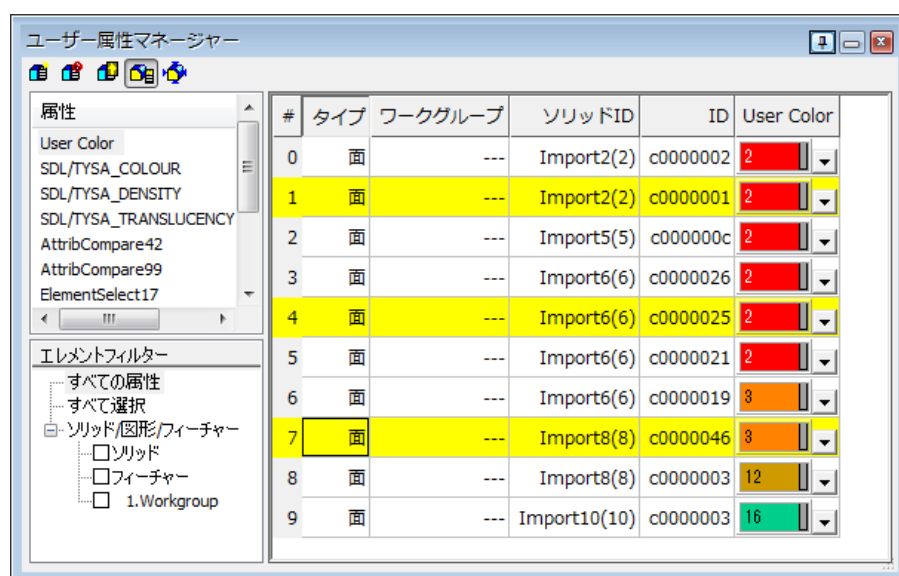 ユーザー属性マネージャー
属性
User Color
SDL/TYSA_COLOUR
SDL/TYSA_DENSITY
SDL/TYSA_TRANSLUCENCY
AttribCompare42
AttribCompare99
ElementSelect17
エレメントフィルター
すべての属性
すべて選択
ソリッド/図形/フィーチャー
ソリッド
フィーチャー
1.Workgroup
# タイプ ワークグループ ソリッドID ID User Color
0 面 --- Import2(2) c0000002 2
1 面 --- Import2(2) c0000001 2
2 面 --- Import5(5) c000000c 2
3 面 --- Import6(6) c0000026 2
4 面 --- Import6(6) c0000025 2
5 面 --- Import6(6) c0000021 2
6 面 --- Import6(6) c0000019 3
7 面 --- Import8(8) c0000046 3
8 面 --- Import8(8) c0000003 12
9 面 --- Import10(10) c0000003 16